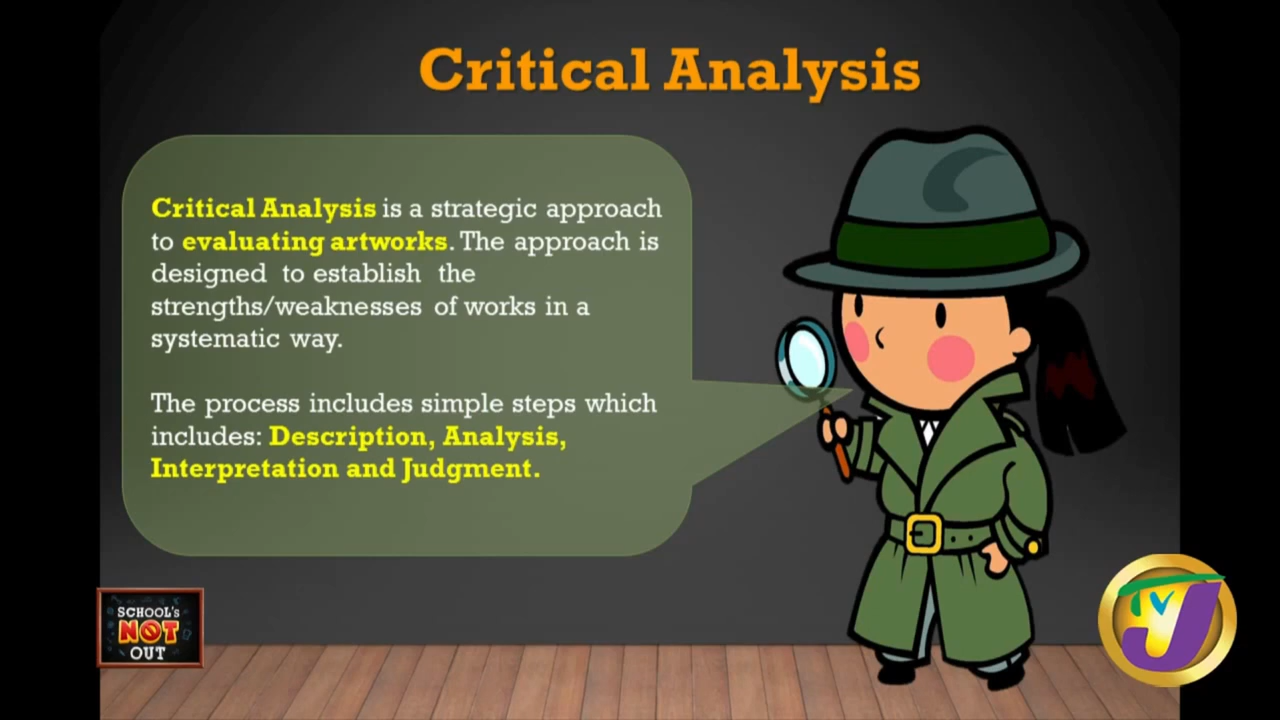 Critical Analysis
Critical Analysis is a strategic approach
to evaluating artworks. The approach is
designed to establish the
strengths/weaknesses of works in a
systematic way.
The process includes simple steps which
includes: Description, Analysis,
Interpretation and Judgment.
SCHOOL's
NOT
OUT
TVJ